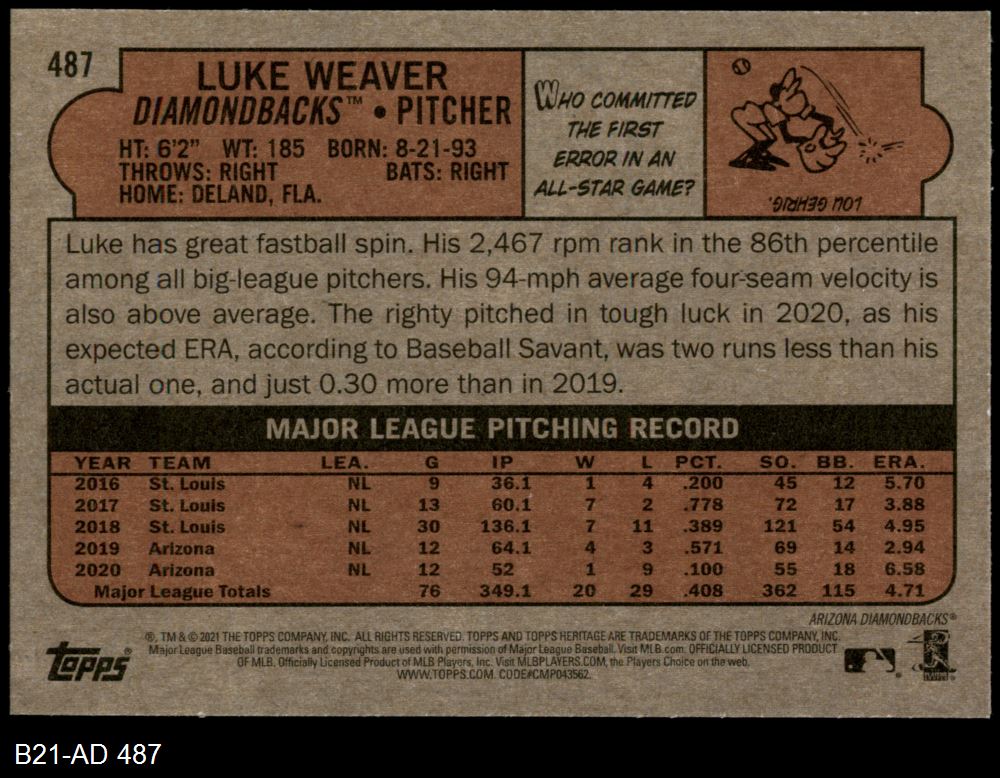 487
LUKE WEAVER
DIAMONDBACKS™ • PITCHER
HT: 6'2" WT: 185 BORN: 8-21-93
THROWS: RIGHT BATS: RIGHT
HOME: DELAND, FLA.
WHO COMMITTED
THE FIRST
ERROR IN AN
ALL-STAR GAME?
LOU GEHRIG.
Luke has great fastball spin. His 2,467 rpm rank in the 86th percentile
among all big-league pitchers. His 94-mph average four-seam velocity is
also above average. The righty pitched in tough luck in 2020, as his
expected ERA, according to Baseball Savant, was two runs less than his
actual one, and just 0.30 more than in 2019.
MAJOR LEAGUE PITCHING RECORD
YEAR TEAM LEA. G IP W L PCT. SO. BB. ERA.
2016 St. Louis NL 9 36.1 1 4 .200 45 12 5.70
2017 St. Louis NL 13 60.1 7 2 .778 72 17 3.88
2018 St. Louis NL 30 136.1 7 11 .389 121 54 4.95
2019 Arizona NL 12 64.1 4 3 .571 69 14 2.94
2020 Arizona NL 12 52 1 9 .100 55 18 6.58
Major League Totals 76 349.1 20 29 .408 362 115 4.71
ARIZONA DIAMONDBACKS®
®, TM & © 2021 THE TOPPS COMPANY, INC. ALL RIGHTS RESERVED. TOPPS AND TOPPS HERITAGE ARE TRADEMARKS OF THE TOPPS COMPANY, INC.
Major League Baseball trademarks and copyrights are used with permission of Major League Baseball. Visit MLB.com. OFFICIALLY LICENSED PRODUCT
OF MLB. Officially Licensed Product of MLB Players, Inc. Visit MLBPLAYERS.COM, the Players Choice on the web.
WWW.TOPPS.COM. CODE#CMP043562.
topps®
B21-AD 487